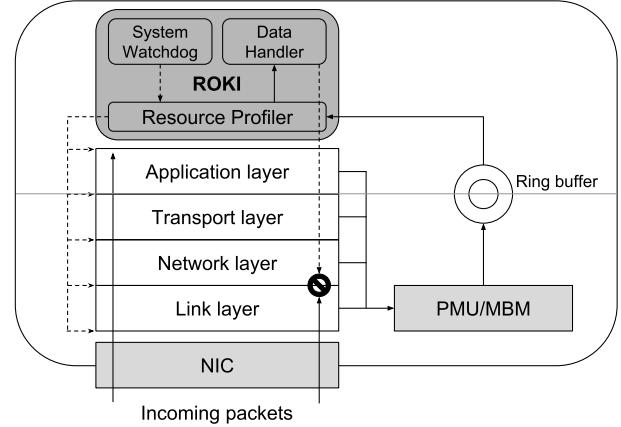 System
Watchdog
Data
Handler
ROKI
Resource Profiler
Application layer
Ring buffer
Transport layer
Network layer
Link layer
PMU/MBM
NIC
Incoming packets